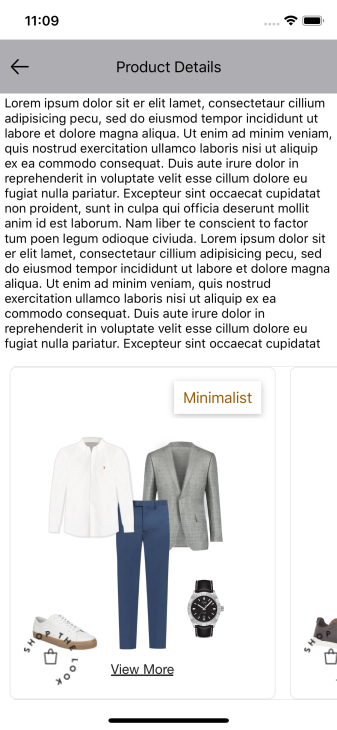 11:09
Product Details
Lorem ipsum dolor sit er elit lamet, consectetaur cillium
adipisicing pecu, sed do eiusmod tempor incididunt ut
labore et dolore magna aliqua. Ut enim ad minim veniam,
quis nostrud exercitation ullamco laboris nisi ut aliquip
ex ea commodo consequat. Duis aute irure dolor in
reprehenderit in voluptate velit esse cillum dolore eu
fugiat nulla pariatur. Excepteur sint occaecat cupidatat
non proident, sunt in culpa qui officia deserunt mollit
anim id est laborum. Nam liber te conscient to factor
tum poen legum odioque civiuda. Lorem ipsum dolor sit
er elit lamet, consectetaur cillium adipisicing pecu, sed
do eiusmod tempor incididunt ut labore et dolore magna
aliqua. Ut enim ad minim veniam, quis nostrud
exercitation ullamco laboris nisi ut aliquip ex ea
commodo consequat. Duis aute irure dolor in
reprehenderit in voluptate velit esse cillum dolore eu
fugiat nulla pariatur. Excepteur sint occaecat cupidatat
Minimalist
SHOP THE LOOK
View More
SHOP